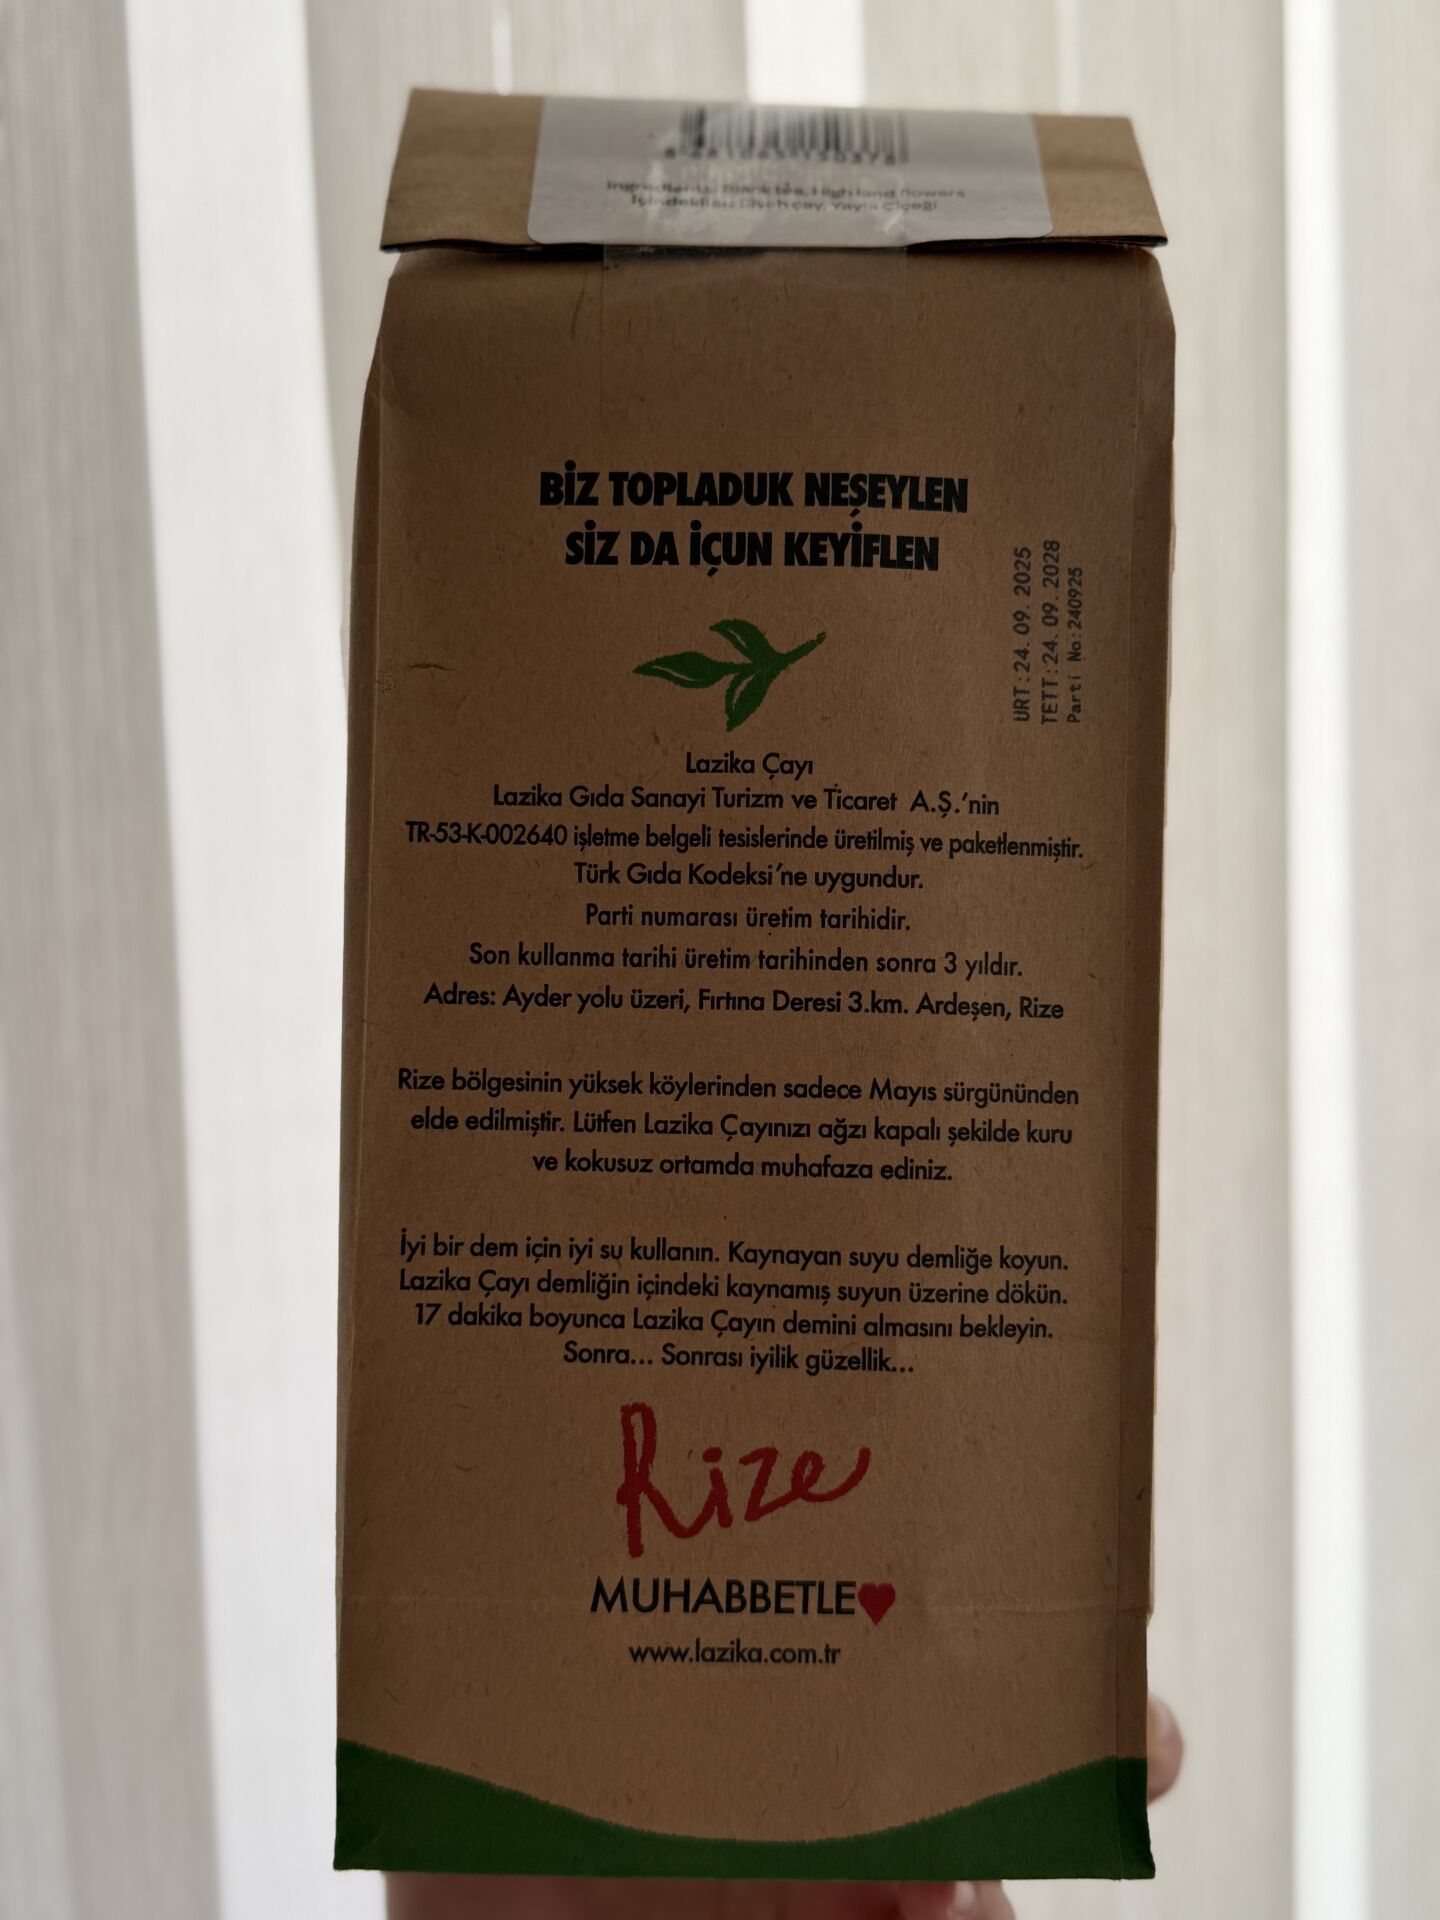 Ingredients: Black tea, High land flowers
Siyah çay, Yayla Çiçeği
BİZ TOPLADUK NEŞEYLEN
SİZ DA İÇUN KEYİFLEN
ÜRT:24.09.2025
TETT:24.09.2028
Parti No:240925
Lazika Çayı
Lazika Gıda Sanayi Turizm ve Ticaret A.Ş.'nin
TR-53-K-002640 işletme belgeli tesislerinde üretilmiş ve paketlenmiştir.
Türk Gıda Kodeksi'ne uygundur.
Parti numarası üretim tarihidir.
Son kullanma tarihi üretim tarihinden sonra 3 yıldır.
Adres: Ayder yolu üzeri, Fırtına Deresi 3.km. Ardeşen, Rize
Rize bölgesinin yüksek köylerinden sadece Mayıs sürgününden
elde edilmiştir. Lütfen Lazika Çayınızı ağzı kapalı şekilde kuru
ve kokusuz ortamda muhafaza ediniz.
İyi bir dem için iyi su kullanın. Kaynayan suyu demliğe koyun.
Lazika Çayı demliğin içindeki kaynamış suyun üzerine dökün.
17 dakika boyunca Lazika Çayın demini almasını bekleyin.
Sonra... Sonrası iyilik güzellik...
Rize
MUHABBETLE
www.lazika.com.tr